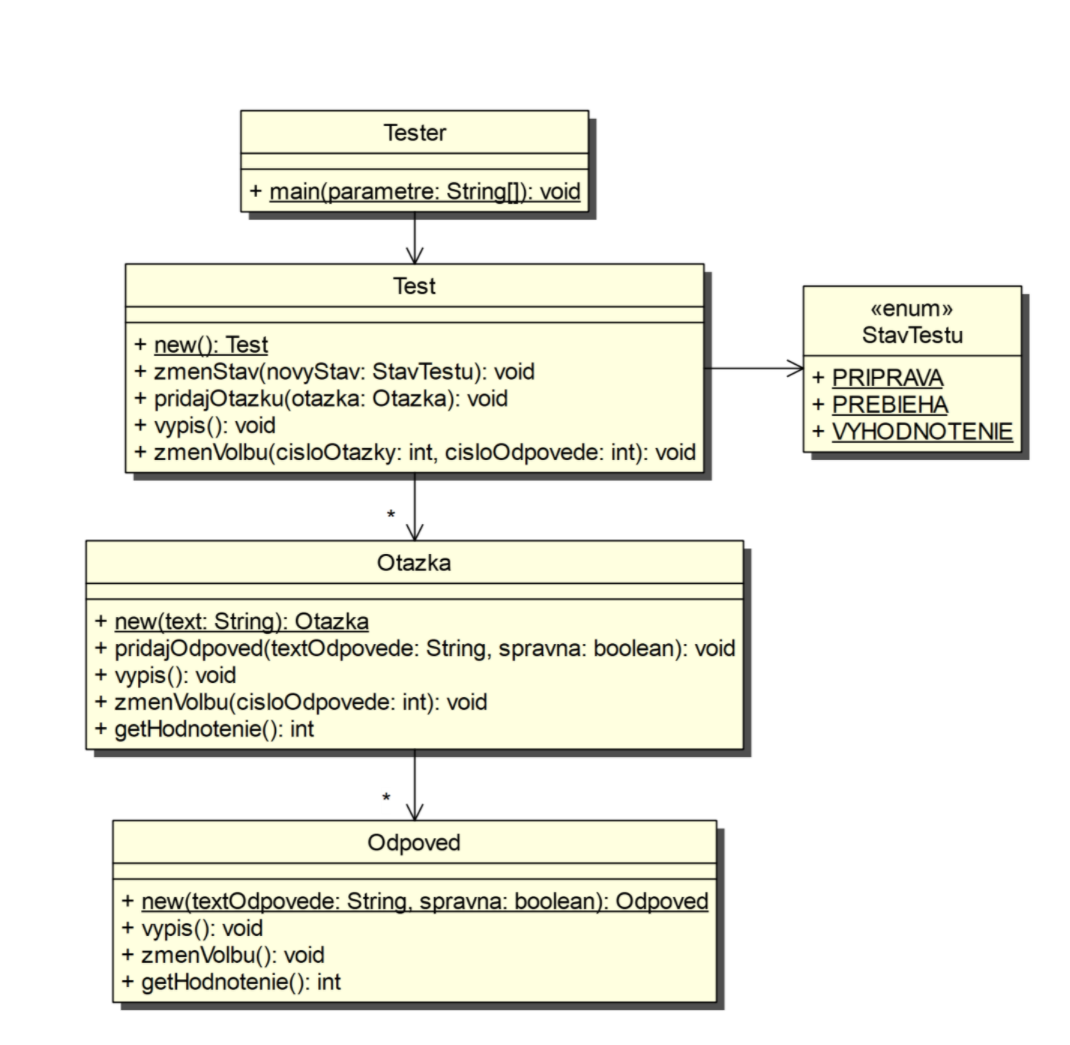 Tester
+ main(parametre: String[]): void
Test
+ new(): Test
+ zmenStav(novyStav: StavTestu): void
+ pridajOtazku(otazka: Otazka): void
+ vypis(): void
+ zmenVolbu(cisloOtazky: int, cisloOdpovede: int): void
«enum»
StavTestu
+ PRIPRAVA
+ PREBIEHA
+ VYHODNOTENIE
*
Otazka
+ new(text: String): Otazka
+ pridajOdpoved(textOdpovede: String, spravna: boolean): void
+ vypis(): void
+ zmenVolbu(cisloOdpovede: int): void
+ getHodnotenie(): int
*
Odpoved
+ new(textOdpovede: String, spravna: boolean): Odpoved
+ vypis(): void
+ zmenVolbu(): void
+ getHodnotenie(): int